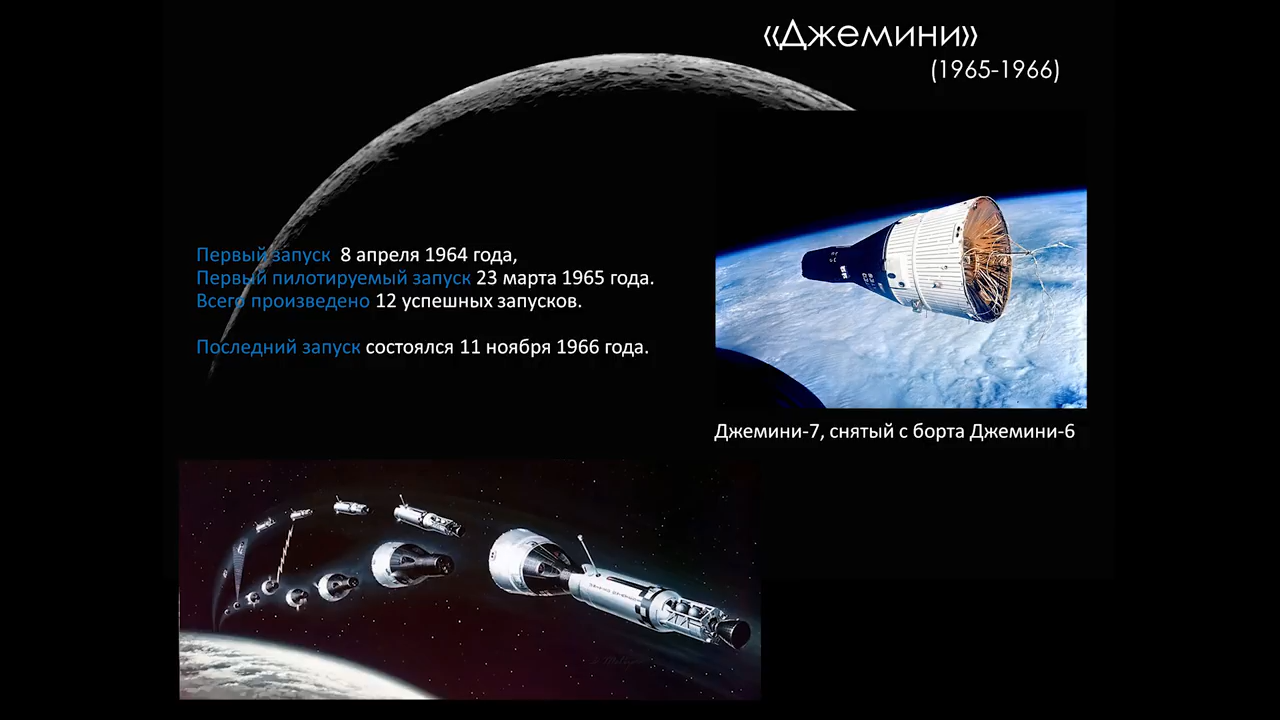 «Джемини»
(1965-1966)
Первый запуск 8 апреля 1964 года,
Первый пилотируемый запуск 23 марта 1965 года.
Всего произведено 12 успешных запусков.
Последний запуск состоялся 11 ноября 1966 года.
Джемини-7, снятый с борта Джемини-6